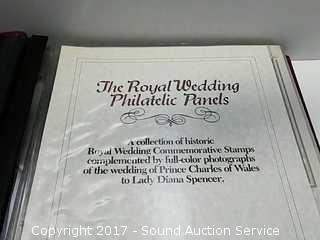 The Royal Wedding
Philatelic Panels
A collection of historic
Royal Wedding Commemorative Stamps
complemented by full-color photographs
of the wedding of Prince Charles of Wales
to Lady Diana Spencer.
Copyright 2017 - Sound Auction Service